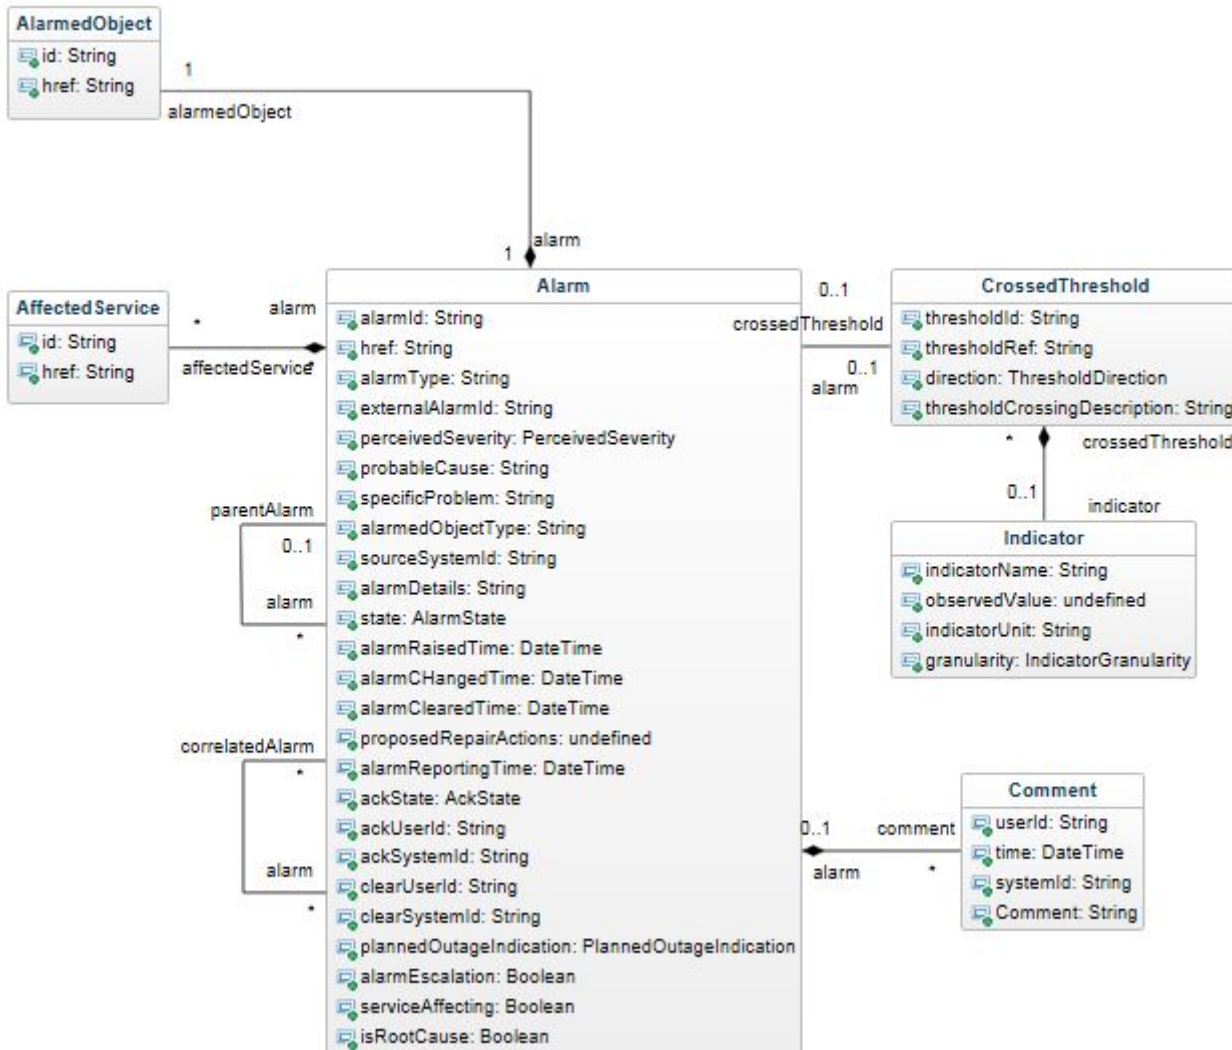 AlarmedObject
id: String
href: String
1
alarmedObject
alarm
1
AffectedService
id: String
href: String
*
alarm
affectedService
*
Alarm
alarmId: String
href: String
alarmType: String
externalAlarmId: String
perceivedSeverity: PerceivedSeverity
probableCause: String
specificProblem: String
alarmedObjectType: String
sourceSystemId: String
alarmDetails: String
state: AlarmState
alarmRaisedTime: DateTime
alarmCHangedTime: DateTime
alarmClearedTime: DateTime
proposedRepairActions: undefined
alarmReportingTime: DateTime
ackState: AckState
ackUserId: String
ackSystemId: String
clearUserId: String
clearSystemId: String
plannedOutageIndication: PlannedOutageIndication
alarmEscalation: Boolean
serviceAffecting: Boolean
isRootCause: Boolean
parentAlarm
0..1
alarm
*
correlatedAlarm
*
alarm
*
0..1
crossedThreshold
0..1
alarm
CrossedThreshold
thresholdId: String
thresholdRef: String
direction: ThresholdDirection
thresholdCrossingDescription: String
*
crossedThreshold
0..1
indicator
Indicator
indicatorName: String
observedValue: undefined
indicatorUnit: String
granularity: IndicatorGranularity
0..1
comment
alarm
*
Comment
userId: String
time: DateTime
systemId: String
Comment: String